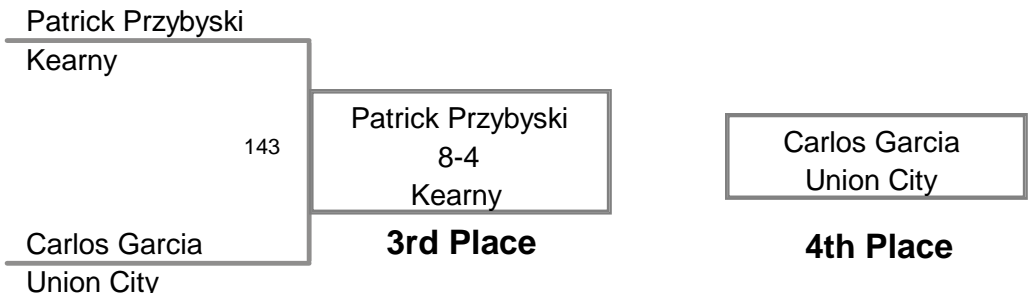 Patrick Przybyski
Kearny
143
Patrick Przybyski
8-4
Kearny
3rd Place
Carlos Garcia
Union City
4th Place
Carlos Garcia
Union City